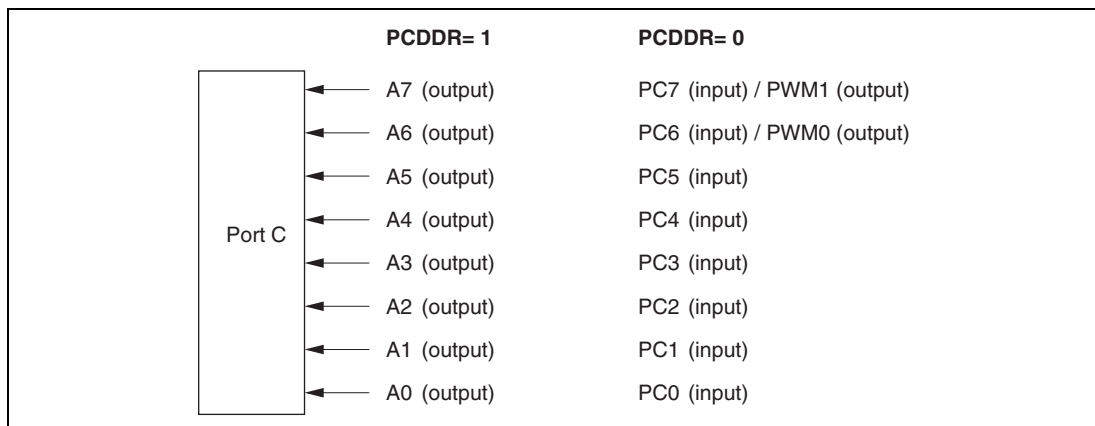 PCDDR= 1 PCDDR= 0
A7 (output) PC7 (input) / PWM1 (output)
A6 (output) PC6 (input) / PWM0 (output)
A5 (output) PC5 (input)
A4 (output) PC4 (input)
Port C
A3 (output) PC3 (input)
A2 (output) PC2 (input)
A1 (output) PC1 (input)
A0 (output) PC0 (input)